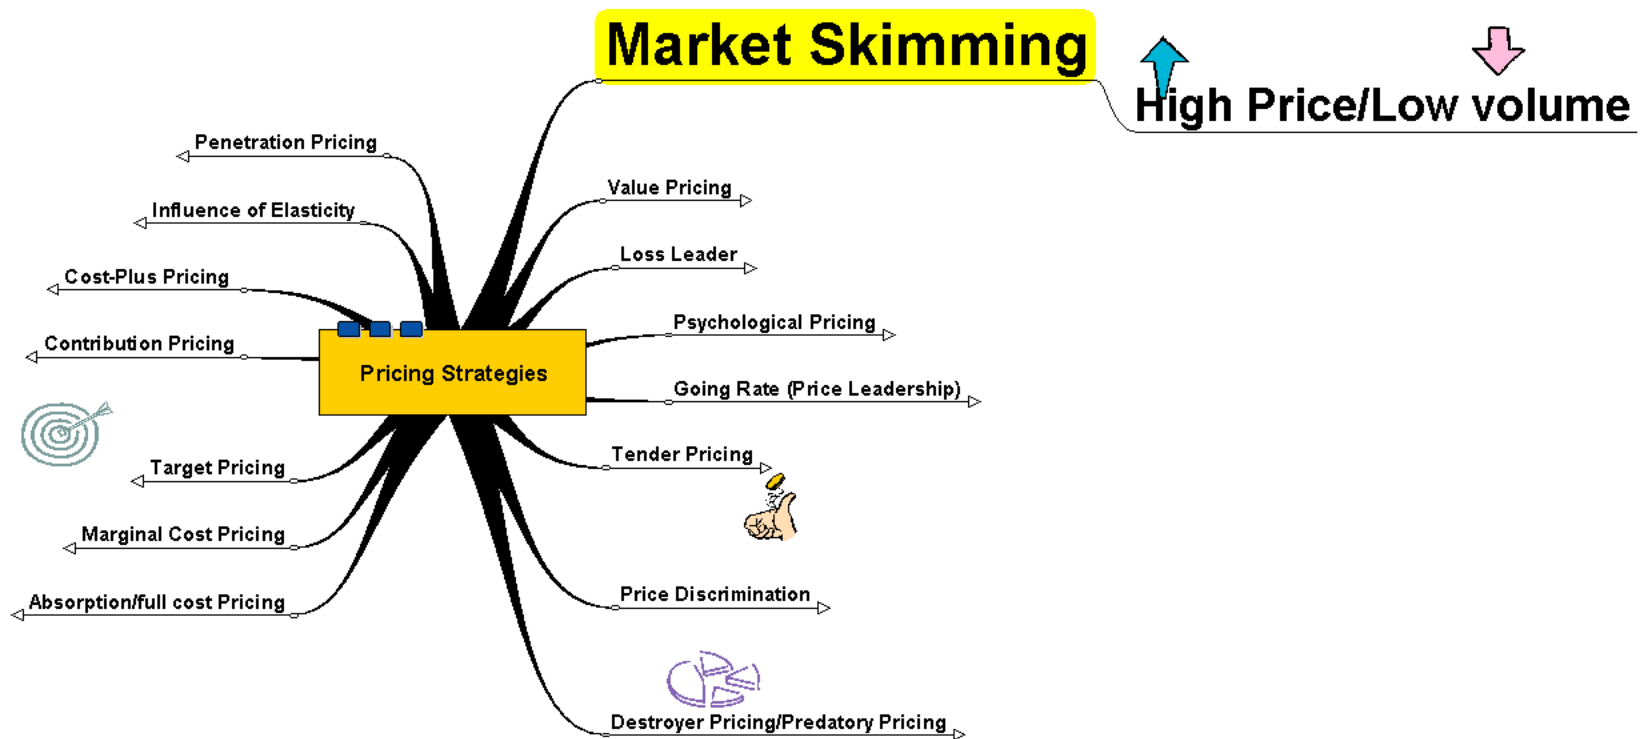 Market Skimming
High Price/Low volume
Penetration Pricing
Value Pricing
Influence of Elasticity
Loss Leader
Cost-Plus Pricing
Psychological Pricing
Contribution Pricing
Pricing Strategies
Going Rate (Price Leadership)
Target Pricing
Tender Pricing
Marginal Cost Pricing
Absorption/full cost Pricing
Price Discrimination
Destroyer Pricing/Predatory Pricing